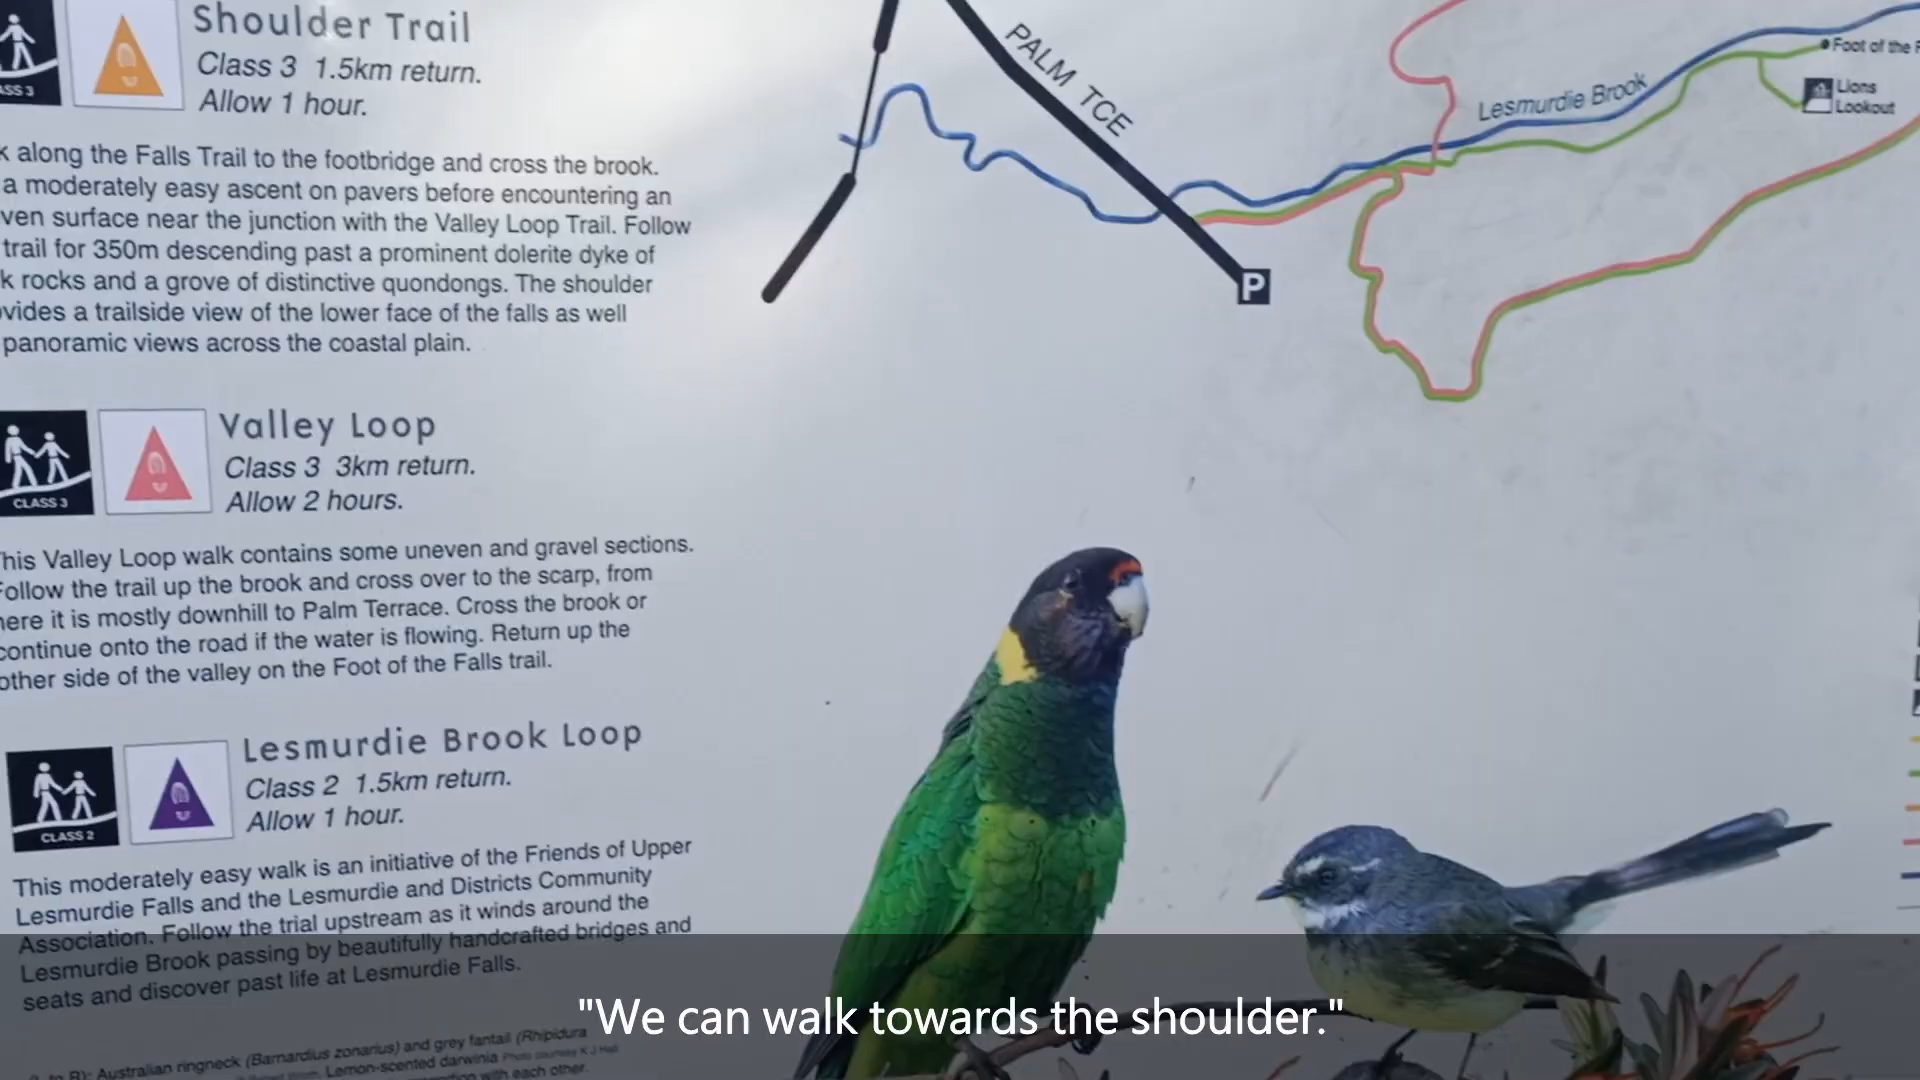 Shoulder Trail
Class 3 1.5km return.
Allow 1 hour.
along the Falls Trail to the footbridge and cross the brook.
a moderately easy ascent on pavers before encountering an
ven surface near the junction with the Valley Loop Trail. Follow
trail for 350m descending past a prominent dolerite dyke of
k rocks and a grove of distinctive quondongs. The shoulder
vides a trailside view of the lower face of the falls as well
panoramic views across the coastal plain.
Valley Loop
Class 3 3km return.
Allow 2 hours.
CLASS 3
his Valley Loop walk contains some uneven and gravel sections.
Follow the trail up the brook and cross over to the scarp, from
here it is mostly downhill to Palm Terrace. Cross the brook or
continue onto the road if the water is flowing. Return up the
other side of the valley on the Foot of the Falls trail.
Lesmurdie Brook Loop
Class 2 1.5km return.
Allow 1 hour.
CLASS 2
This moderately easy walk is an initiative of the Friends of Upper
Lesmurdie Falls and the Lesmurdie and Districts Community
Association. Follow the trial upstream as it winds around the
Lesmurdie Brook passing by beautifully handcrafted bridges and
seats and discover past life at Lesmurdie Falls.
to R): Australian ringneck (Barnardius zonarius) and grey fantail (Rhipidura
Lemon-scented darwinia Photo courtesy K J Hall
with each other.
PALM TCE
P
Lesmurdie Brook
Foot of the F
Lions
Lookout
"We can walk towards the shoulder."